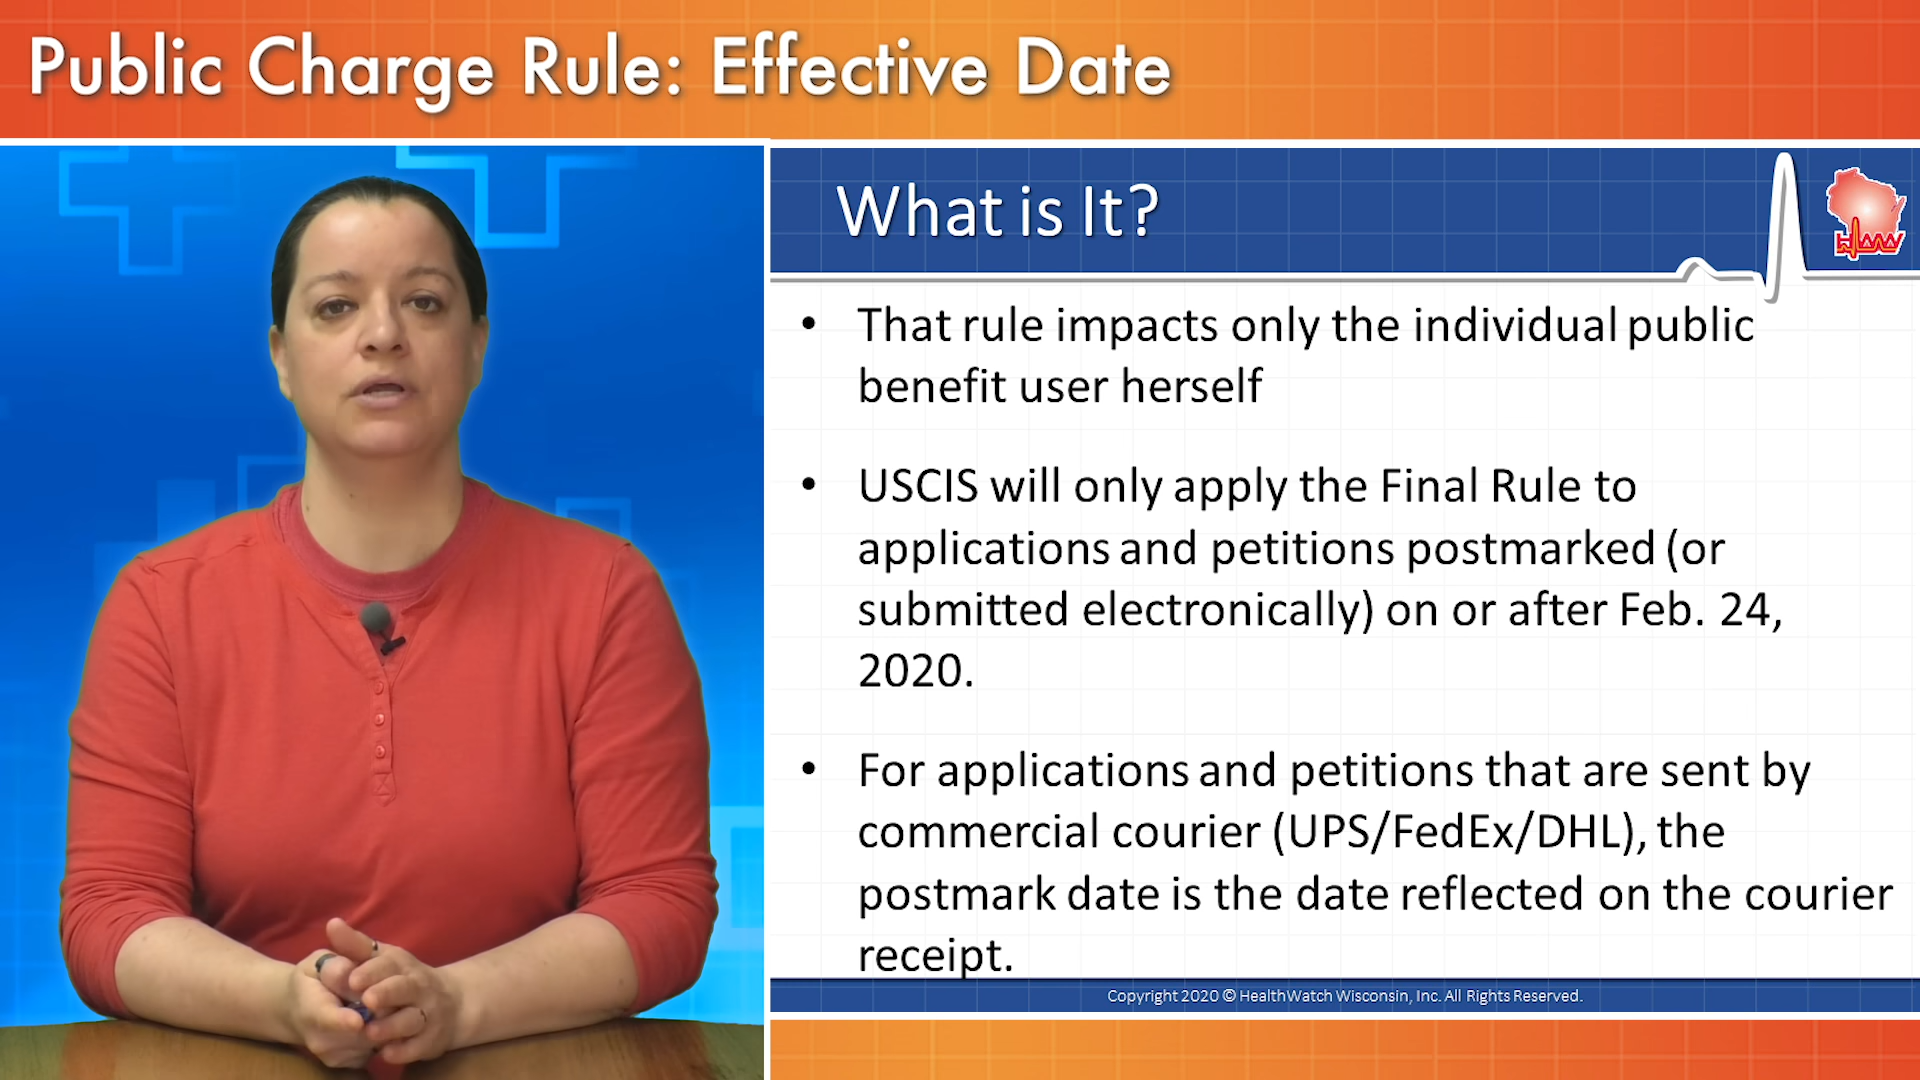 Public Charge Rule: Effective Date
What is It?
• That rule impacts only the individual public
benefit user herself
• USCIS will only apply the Final Rule to
applications and petitions postmarked (or
submitted electronically) on or after Feb. 24,
2020.
• For applications and petitions that are sent by
commercial courier (UPS/FedEx/DHL), the
postmark date is the date reflected on the courier
receipt.
Copyright 2020 © HealthWatch Wisconsin, Inc. All Rights Reserved.